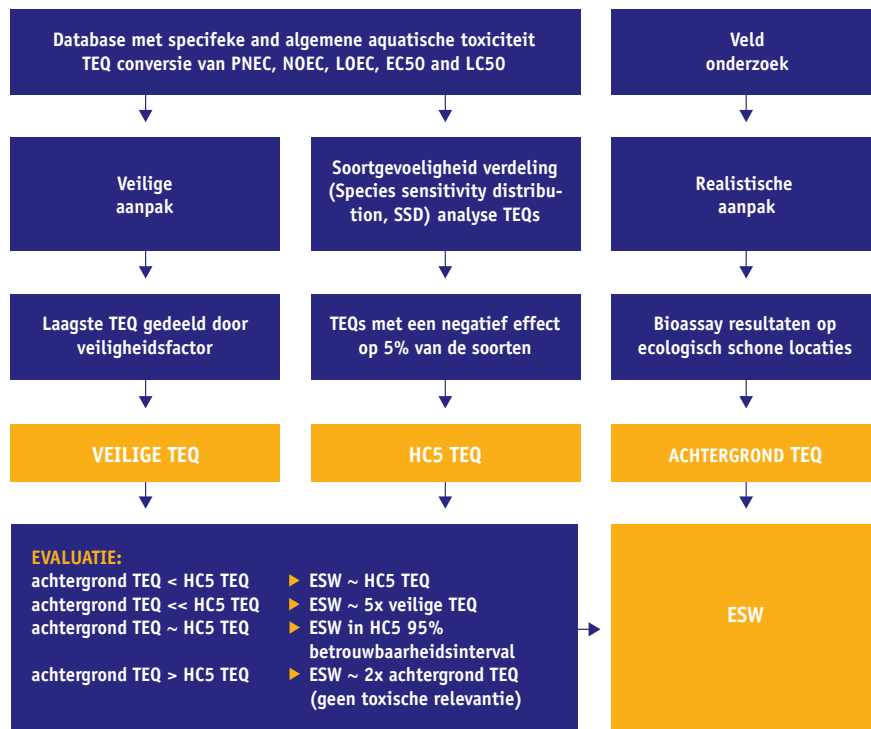 Database met specifeke and algemene aquatische toxiciteit
TEQ conversie van PNEC, NOEC, LOEC, EC50 and LC50
Veld
onderzoek
Veilige
aanpak
Soortgevoeligheid verdeling
(Species sensitivity distribu-
tion, SSD) analyse TEQs
Realistische
aanpak
Laagste TEQ gedeeld door
veiligheidsfactor
TEQs met een negatief effect
op 5% van de soorten
Bioassay resultaten op
ecologisch schone locaties
VEILIGE TEQ
HC5 TEQ
ACHTERGROND TEQ
EVALUATIE:
achtergrond TEQ < HC5 TEQ ▶ ESW ~ HC5 TEQ
achtergrond TEQ << HC5 TEQ ▶ ESW ~ 5x veilige TEQ
achtergrond TEQ ~ HC5 TEQ ▶ ESW in HC5 95%
betrouwbaarheidsinterval
achtergrond TEQ > HC5 TEQ ▶ ESW ~ 2x achtergrond TEQ
(geen toxische relevantie)
ESW